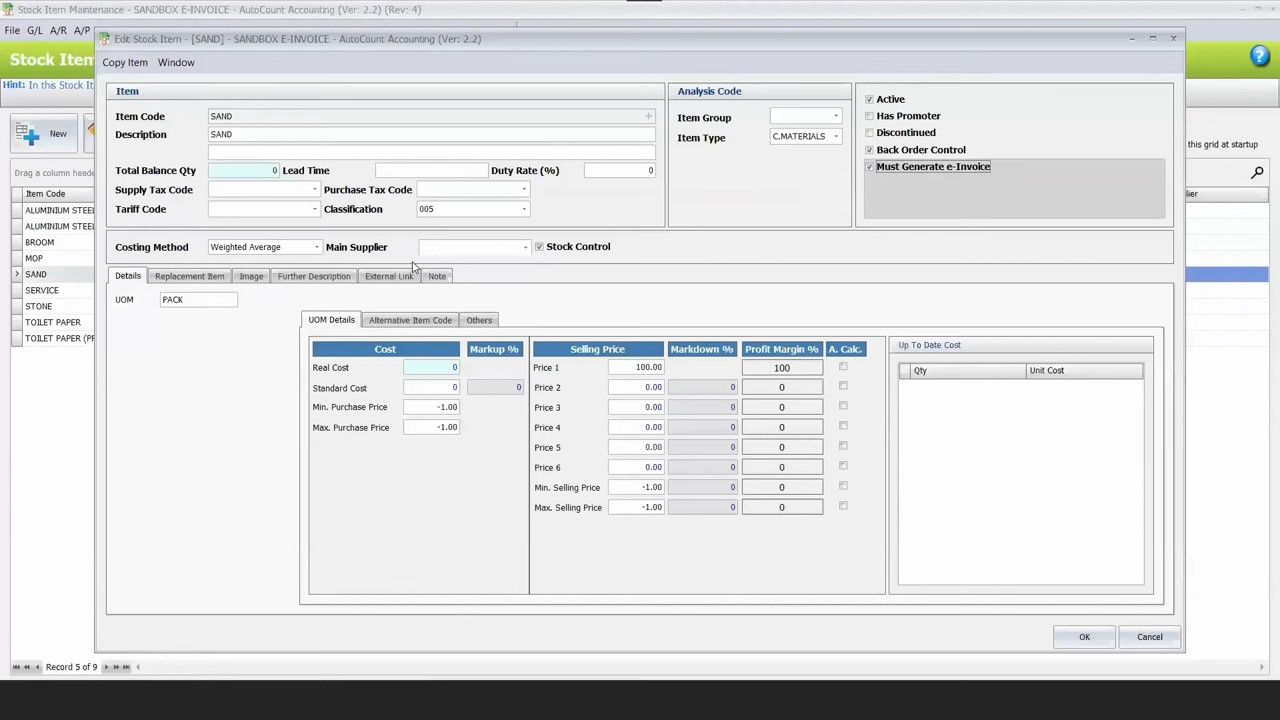 Stock Item Maintenance - SANDBOX E-INVOICE - AutoCount Accounting (Ver: 2.2) (Rev: 4)
File G/L A/R A/P
Edit Stock Item - [SAND] - SANDBOX E-INVOICE - AutoCount Accounting (Ver: 2.2)
Stock Item
Copy Item Window
Hint: In this Stock It
Item
Analysis Code
Item Code SAND
Description SAND
Total Balance Qty 0 Lead Time Duty Rate (%) 0
Supply Tax Code Purchase Tax Code
Tariff Code Classification 005
Item Group
Item Type C.MATERIALS
Active
Has Promoter
Discontinued
Back Order Control
Must Generate e-Invoice
New
this grid at startup
Drag a column heade
Item Code
lier
ALUMINIUM STEEL
ALUMINIUM STEEL
BROOM
MOP
SAND
SERVICE
STONE
TOILET PAPER
TOILET PAPER (PR
Costing Method Weighted Average Main Supplier Stock Control
Details Replacement Item Image Further Description External Link Note
UOM PACK
UOM Details Alternative Item Code Others
Cost Markup % Selling Price Markdown % Profit Margin % A. Calc.
Real Cost 0 Price 1 100.00 100
Standard Cost 0 0 Price 2 0.00 0 0
Min. Purchase Price -1.00 Price 3 0.00 0 0
Max. Purchase Price -1.00 Price 4 0.00 0 0
Price 5 0.00 0 0
Price 6 0.00 0 0
Min. Selling Price -1.00 0 0
Max. Selling Price -1.00 0 0
Up To Date Cost
Qty Unit Cost
OK Cancel
Record 5 of 9